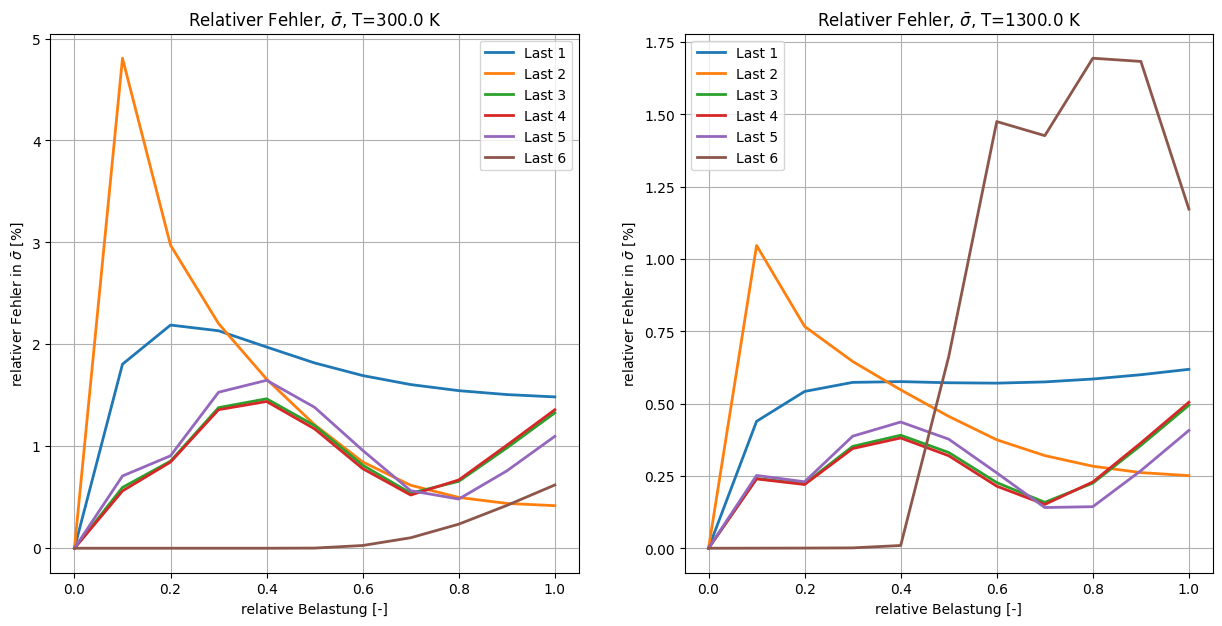 Relativer Fehler, σ̄, T=300.0 K
relativer Fehler in σ̄ [%]
5
4
3
2
1
0
Last 1
Last 2
Last 3
Last 4
Last 5
Last 6
0.0 0.2 0.4 0.6 0.8 1.0
relative Belastung [-]
Relativer Fehler, σ̄, T=1300.0 K
relativer Fehler in σ̄ [%]
1.75
1.50
1.25
1.00
0.75
0.50
0.25
0.00
Last 1
Last 2
Last 3
Last 4
Last 5
Last 6
0.0 0.2 0.4 0.6 0.8 1.0
relative Belastung [-]